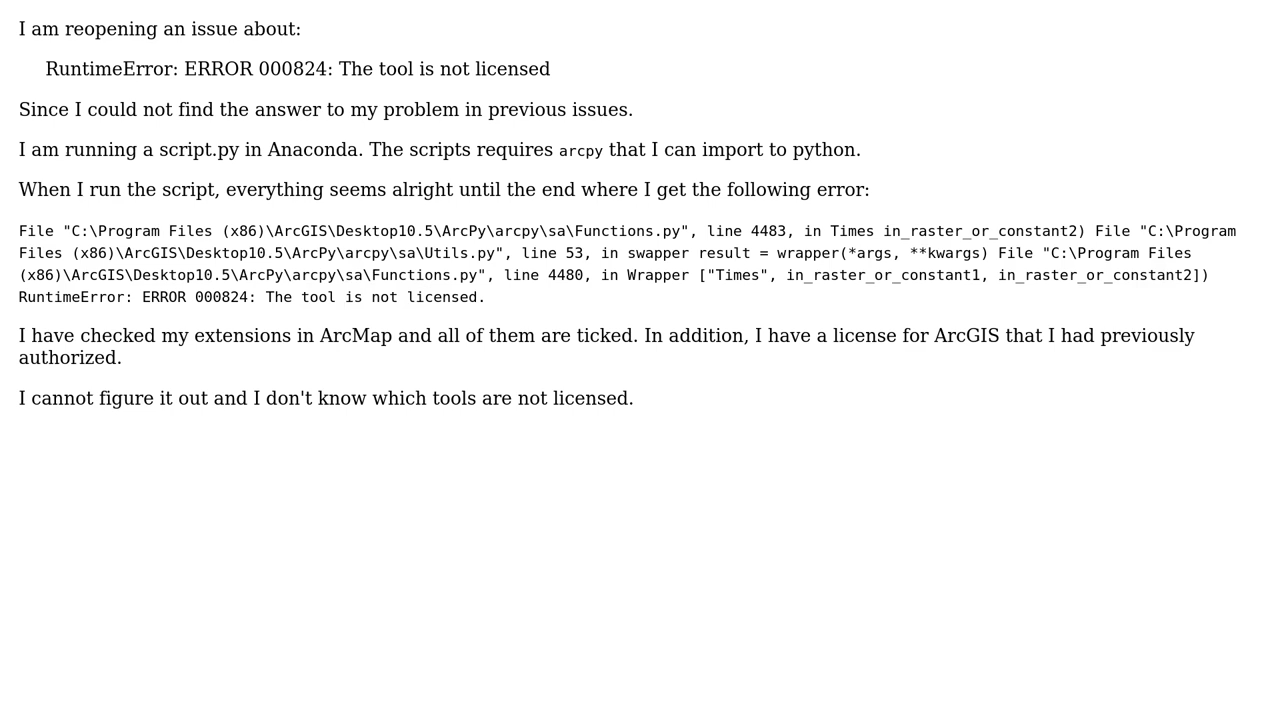 I am reopening an issue about:
RuntimeError: ERROR 000824: The tool is not licensed
Since I could not find the answer to my problem in previous issues.
I am running a script.py in Anaconda. The scripts requires arcpy that I can import to python.
When I run the script, everything seems alright until the end where I get the following error:
File "C:\Program Files (x86)\ArcGIS\Desktop10.5\ArcPy\arcpy\sa\Functions.py", line 4483, in Times in_raster_or_constant2) File "C:\Program
Files (x86)\ArcGIS\Desktop10.5\ArcPy\arcpy\sa\Utils.py", line 53, in swapper result = wrapper(*args, **kwargs) File "C:\Program Files
(x86)\ArcGIS\Desktop10.5\ArcPy\arcpy\sa\Functions.py", line 4480, in Wrapper ["Times", in_raster_or_constant1, in_raster_or_constant2])
RuntimeError: ERROR 000824: The tool is not licensed.
I have checked my extensions in ArcMap and all of them are ticked. In addition, I have a license for ArcGIS that I had previously
authorized.
I cannot figure it out and I don't know which tools are not licensed.